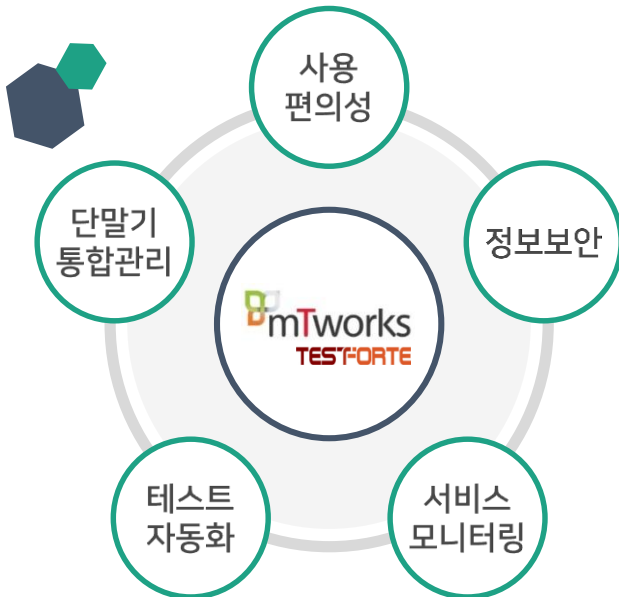 사용
편의성
단말기
통합관리
정보보안
mTworks
TESTFORTE
테스트
자동화
서비스
모니터링